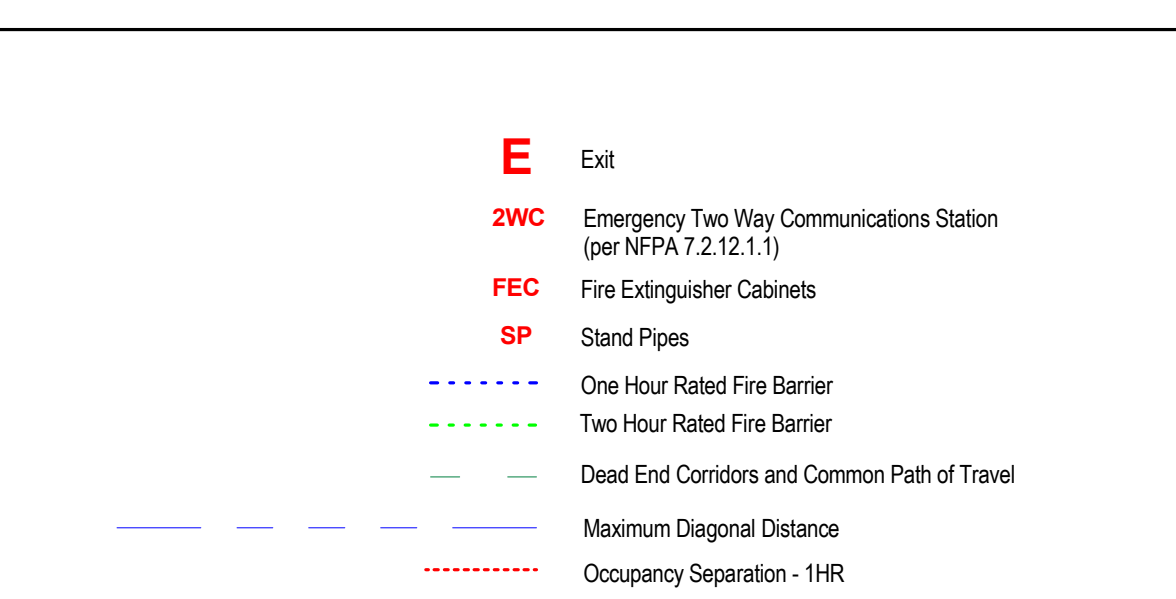 E Exit
2WC Emergency Two Way Communications Station
(per NFPA 7.2.12.1.1)
FEC Fire Extinguisher Cabinets
SP Stand Pipes
One Hour Rated Fire Barrier
Two Hour Rated Fire Barrier
Dead End Corridors and Common Path of Travel
Maximum Diagonal Distance
Occupancy Separation - 1HR